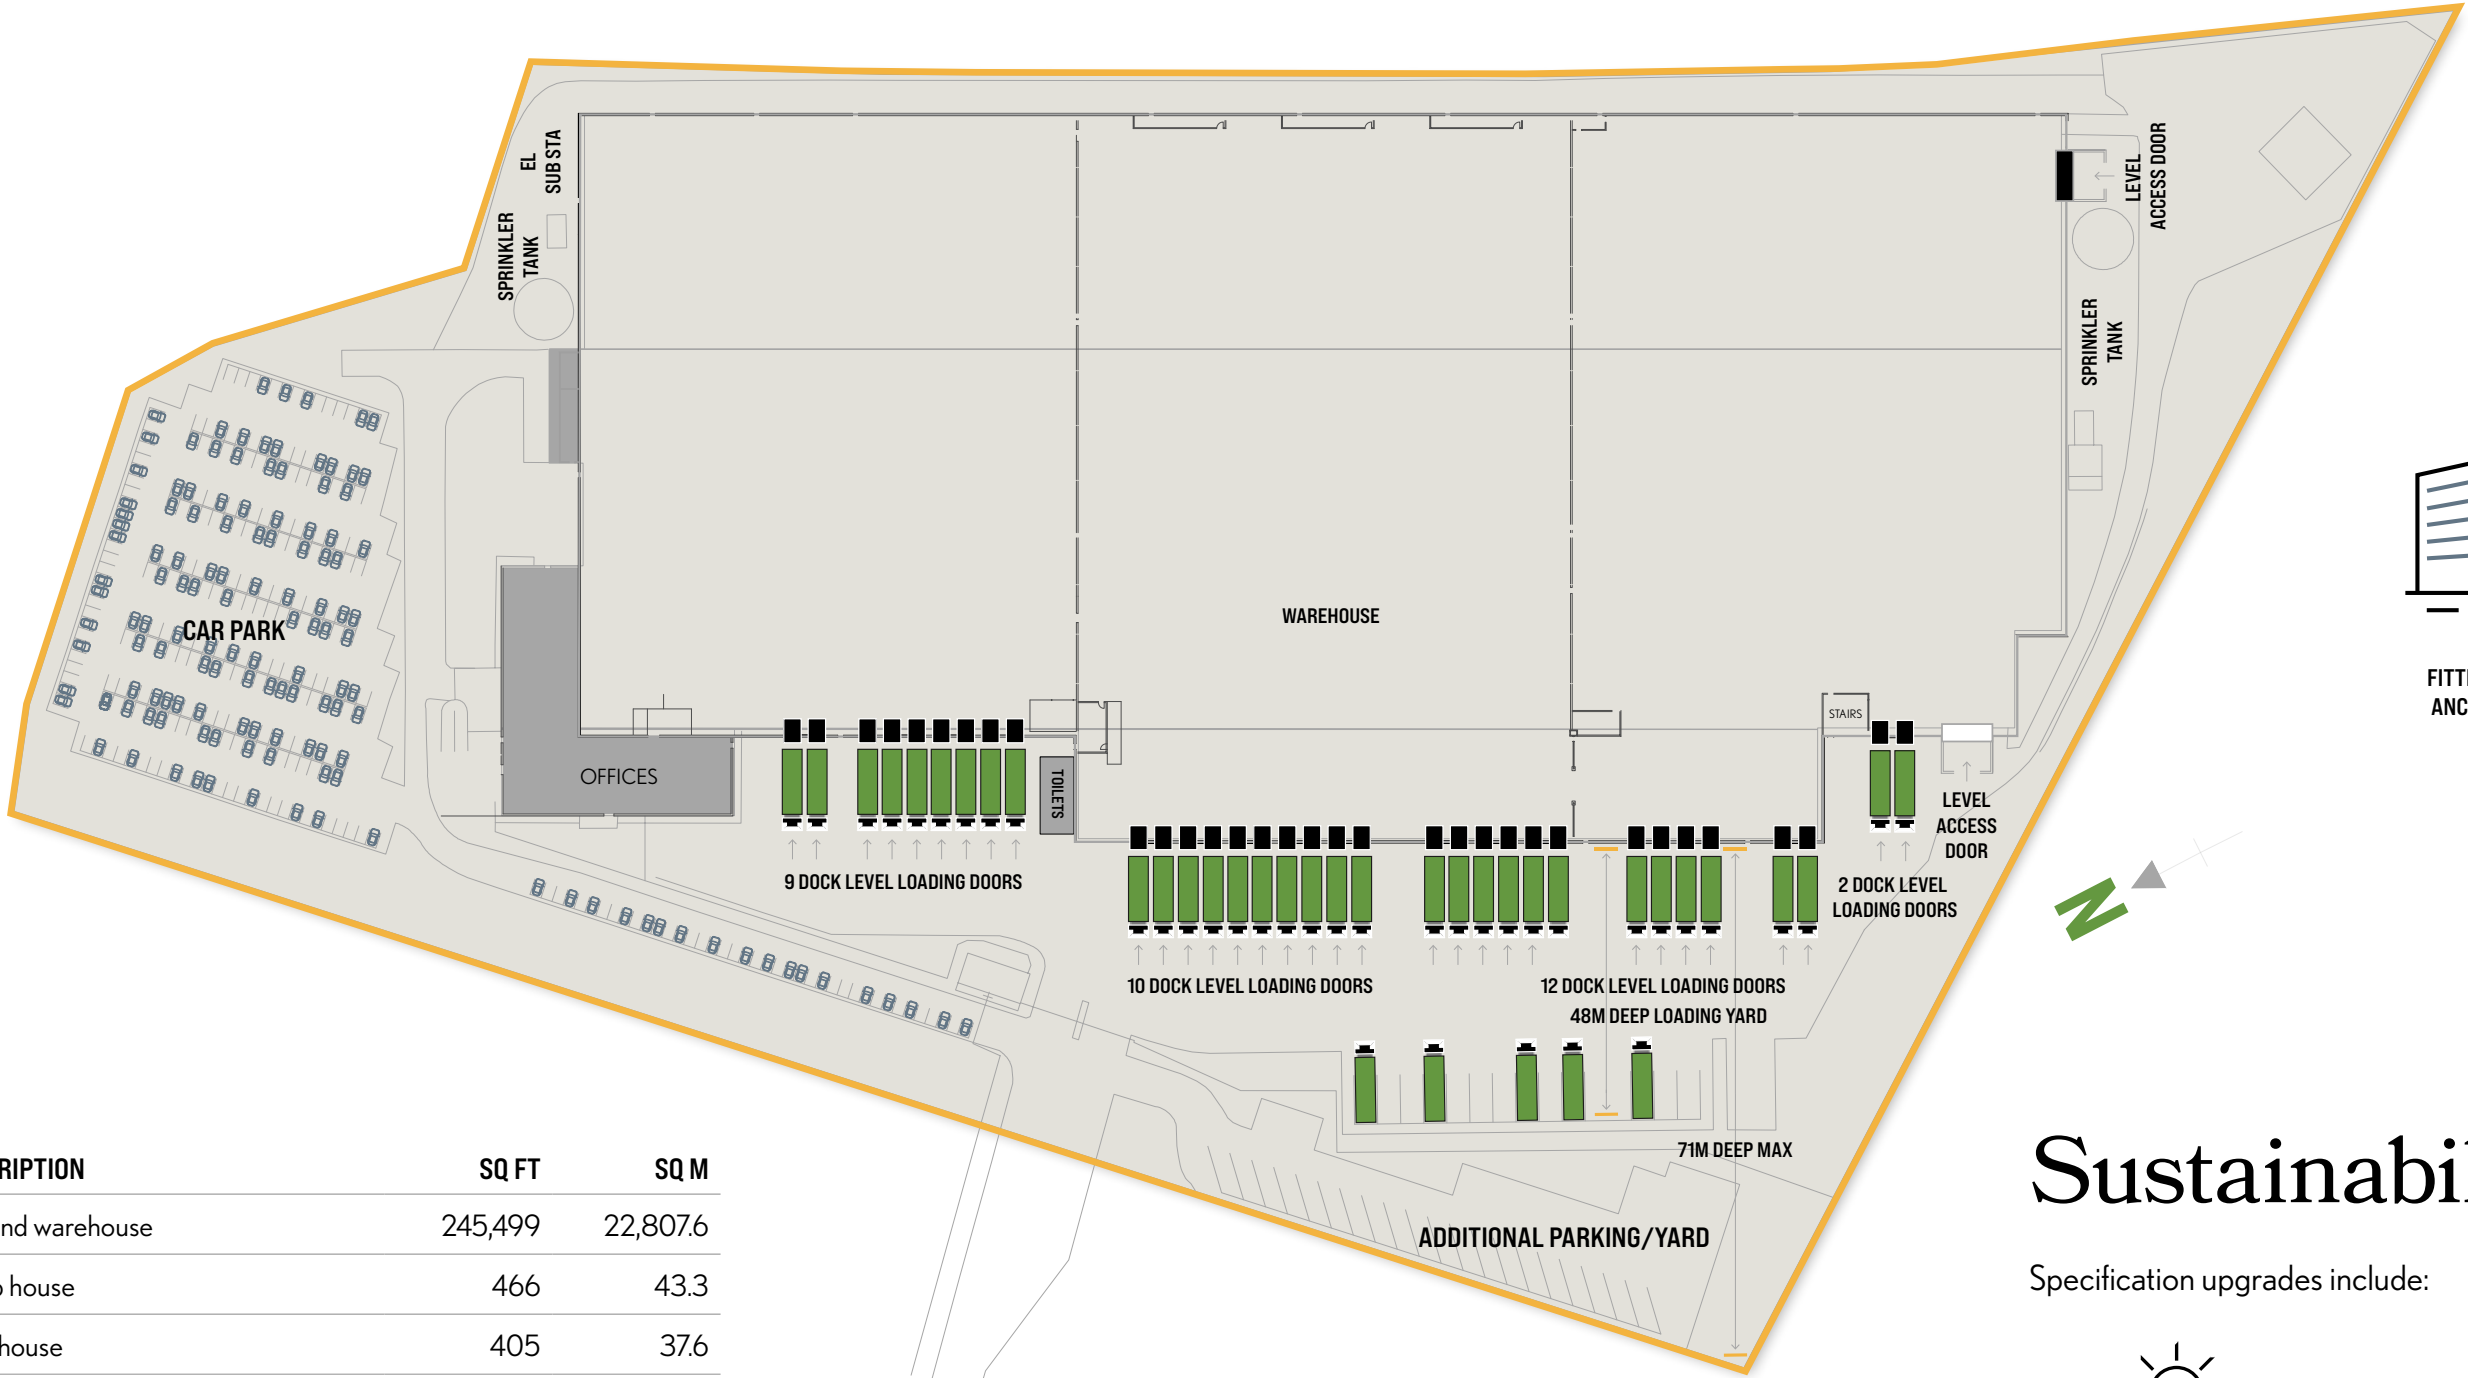 EL
SUB STA
SPRINKLER
TANK
LEVEL
ACCESS DOOR
SPRINKLER
TANK
WAREHOUSE
CAR PARK
STAIRS
OFFICES
TOILETS
LEVEL
ACCESS
DOOR
9 DOCK LEVEL LOADING DOORS
2 DOCK LEVEL
LOADING DOORS
N
10 DOCK LEVEL LOADING DOORS
12 DOCK LEVEL LOADING DOORS
48M DEEP LOADING YARD
71M DEEP MAX
ADDITIONAL PARKING/YARD
FITT
ANC
RIPTION SQ FT SQ M
nd warehouse 245,499 22,807.6
house 466 43.3
house 405 37.6
Sustainabi
Specification upgrades include: